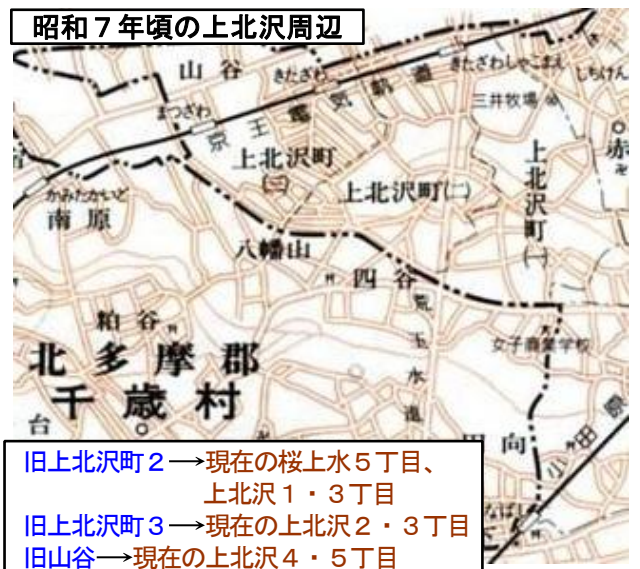 昭和7年頃の上北沢周辺
山谷
きたざわ
きたざわしゃこまえ
しちけん
まつざわ
京王電気軌道
三井牧場
赤
上北沢町
(三)
上北沢町(二)
上北沢町(一)
かみたかいど
南原
八幡山
四谷
荒玉水道
粕谷
女子商業学校
北多摩郡
千歳村
台
田向
小田原
旧上北沢町2→現在の桜上水5丁目、
上北沢1・3丁目
旧上北沢町3→現在の上北沢2・3丁目
旧山谷→現在の上北沢4・5丁目